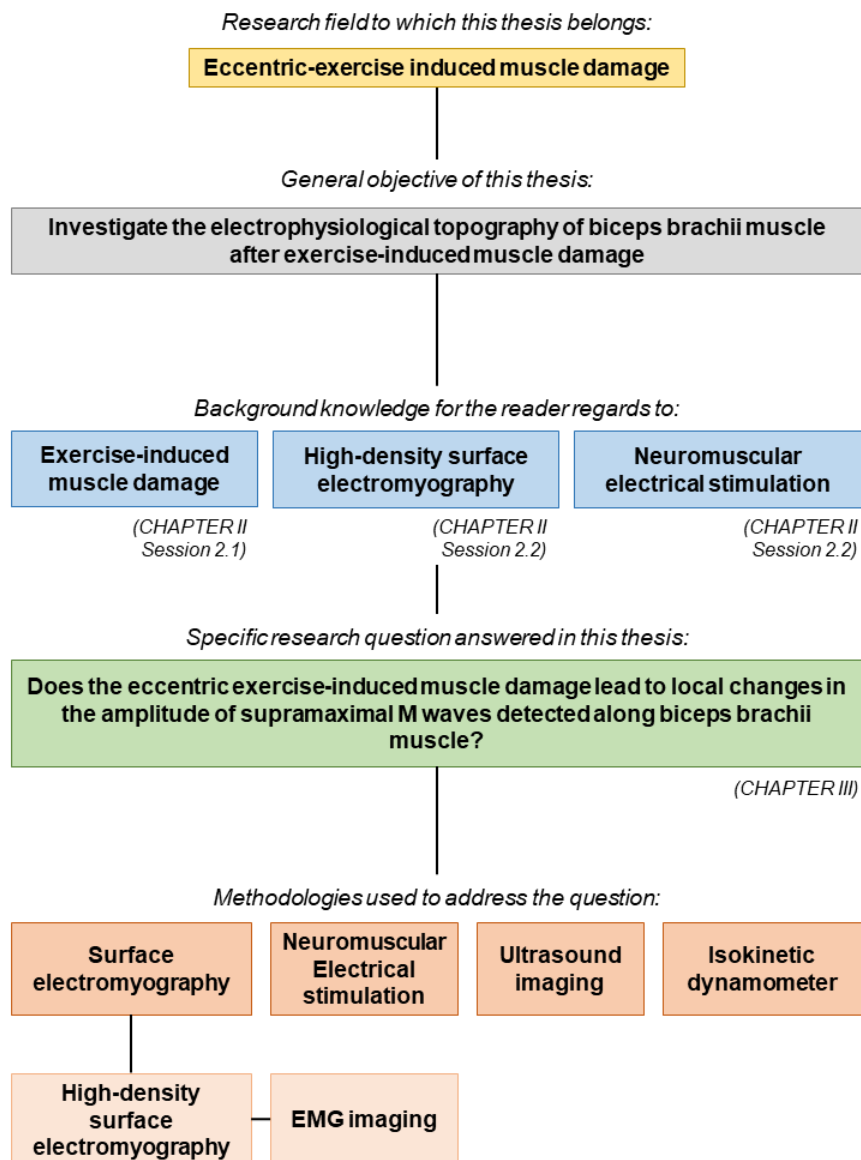 Research field to which this thesis belongs:
Eccentric-exercise induced muscle damage
General objective of this thesis:
Investigate the electrophysiological topography of biceps brachii muscle
after exercise-induced muscle damage
Background knowledge for the reader regards to:
Exercise-induced
muscle damage
High-density surface
electromyography
Neuromuscular
electrical stimulation
(CHAPTER II
Session 2.1)
(CHAPTER II
Session 2.2)
(CHAPTER II
Session 2.2)
Specific research question answered in this thesis:
Does the eccentric exercise-induced muscle damage lead to local changes in
the amplitude of supramaximal M waves detected along biceps brachii
muscle?
(CHAPTER III)
Methodologies used to address the question:
Surface
electromyography
Neuromuscular
Electrical
stimulation
Ultrasound
imaging
Isokinetic
dynamometer
High-density
surface
electromyography
EMG imaging